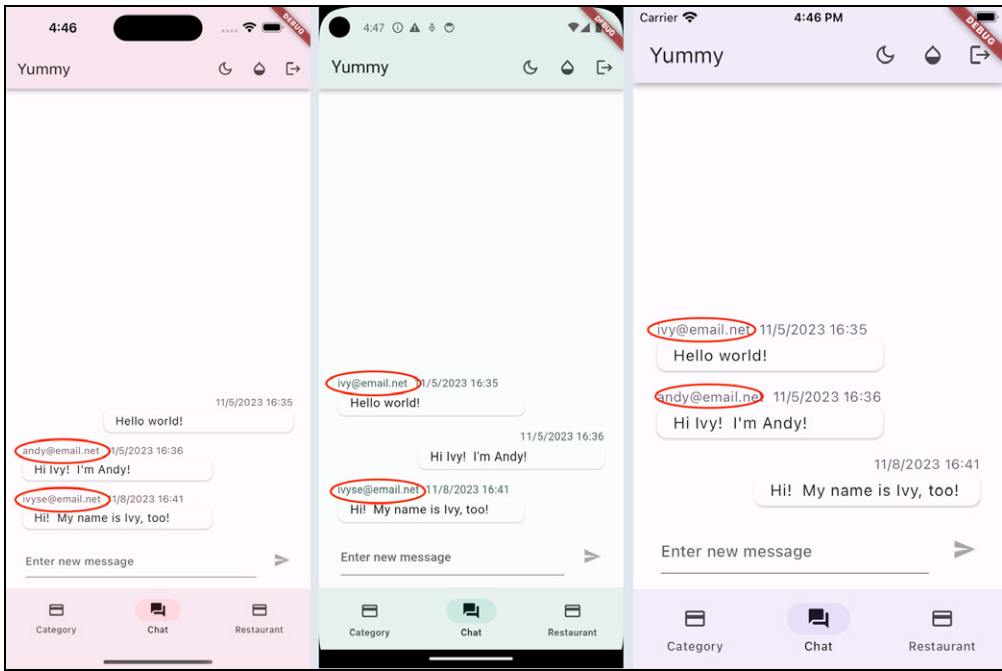 4:46
DEBUG
Yummy
11/5/2023 16:35
Hello world!
andy@email.net 11/5/2023 16:36
Hi Ivy! I'm Andy!
ivyse@email.net 11/8/2023 16:41
Hi! My name is Ivy, too!
Enter new message
Category Chat Restaurant
4:47
DEBUG
Yummy
ivy@email.net 11/5/2023 16:35
Hello world!
11/5/2023 16:36
Hi Ivy! I'm Andy!
ivyse@email.net 11/8/2023 16:41
Hi! My name is Ivy, too!
Enter new message
Category Chat Restaurant
Carrier 4:46 PM
DEBUG
Yummy
ivy@email.net 11/5/2023 16:35
Hello world!
andy@email.net 11/5/2023 16:36
Hi Ivy! I'm Andy!
11/8/2023 16:41
Hi! My name is Ivy, too!
Enter new message
Category Chat Restaurant